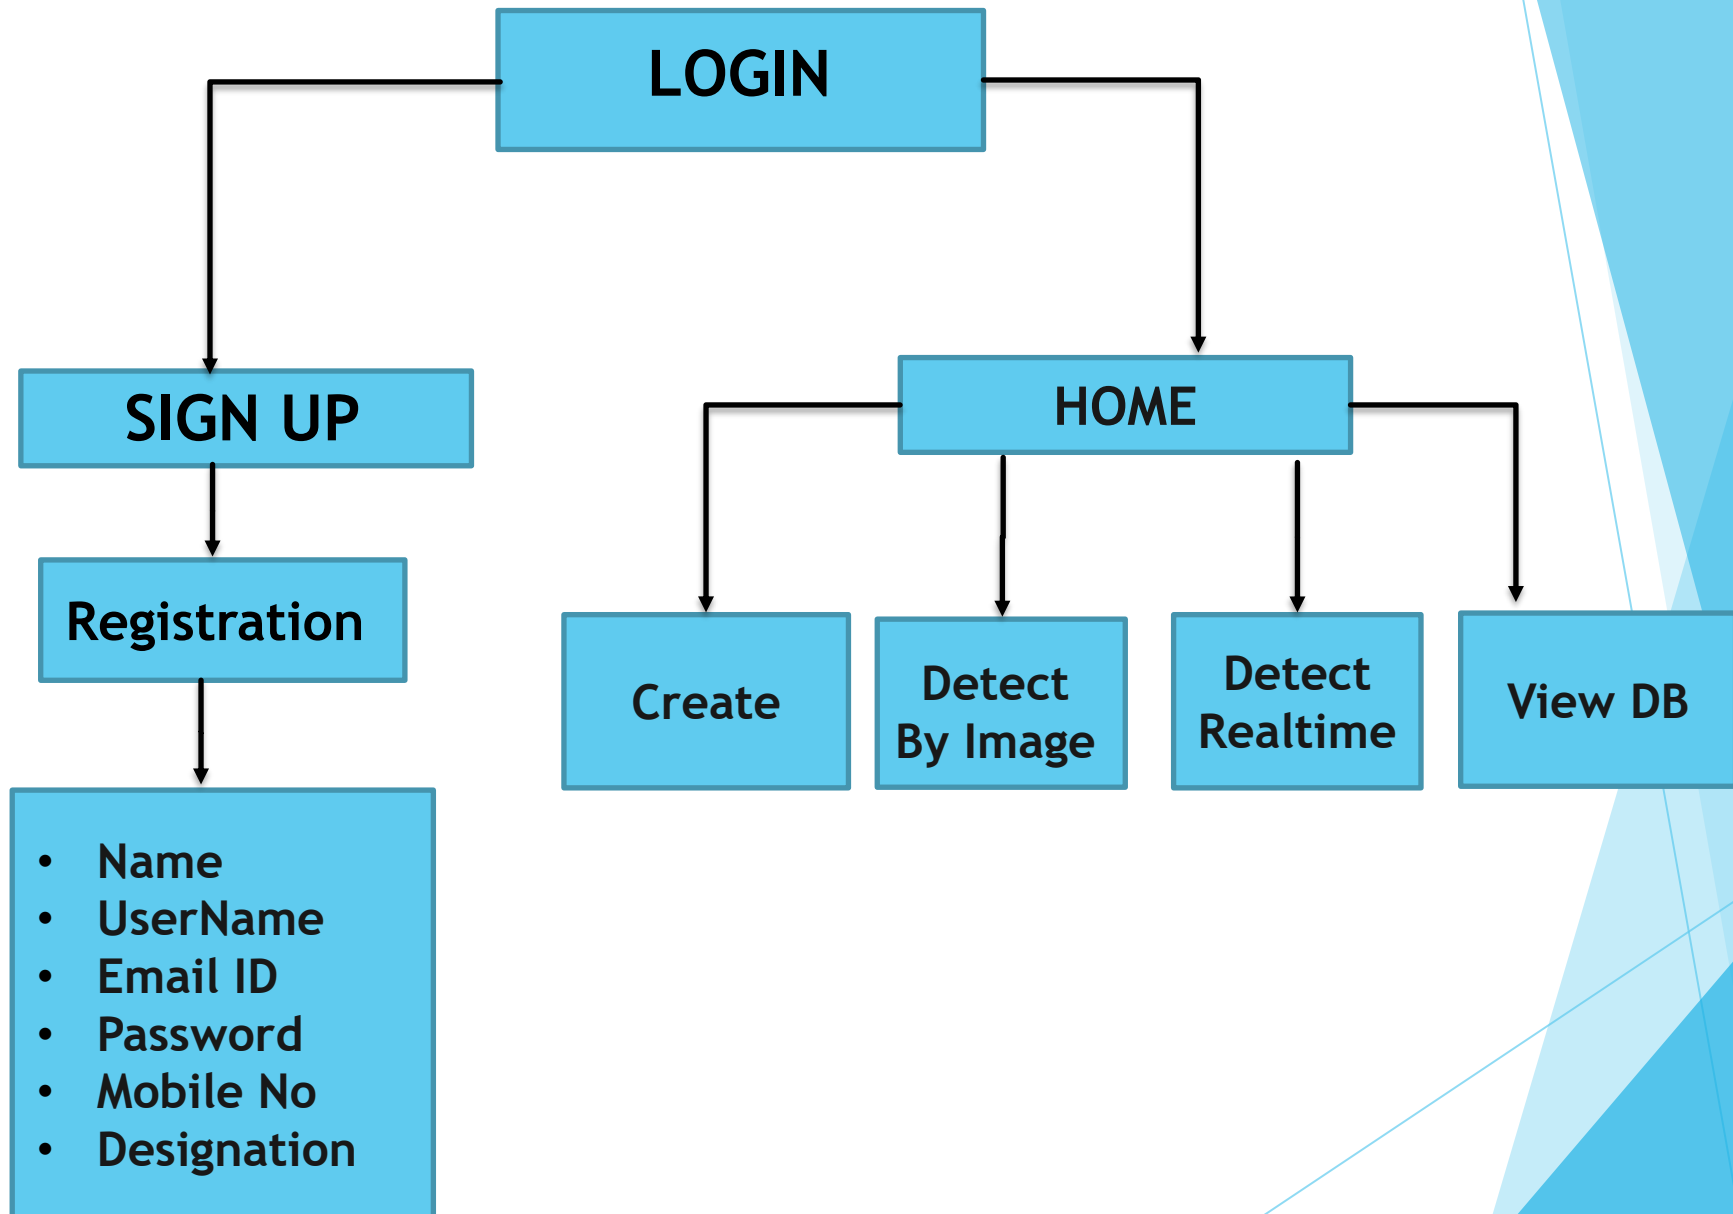 LOGIN
SIGN UP
HOME
Registration
Create
Detect
By Image
Detect
Realtime
View DB
• Name
• UserName
• Email ID
• Password
• Mobile No
• Designation